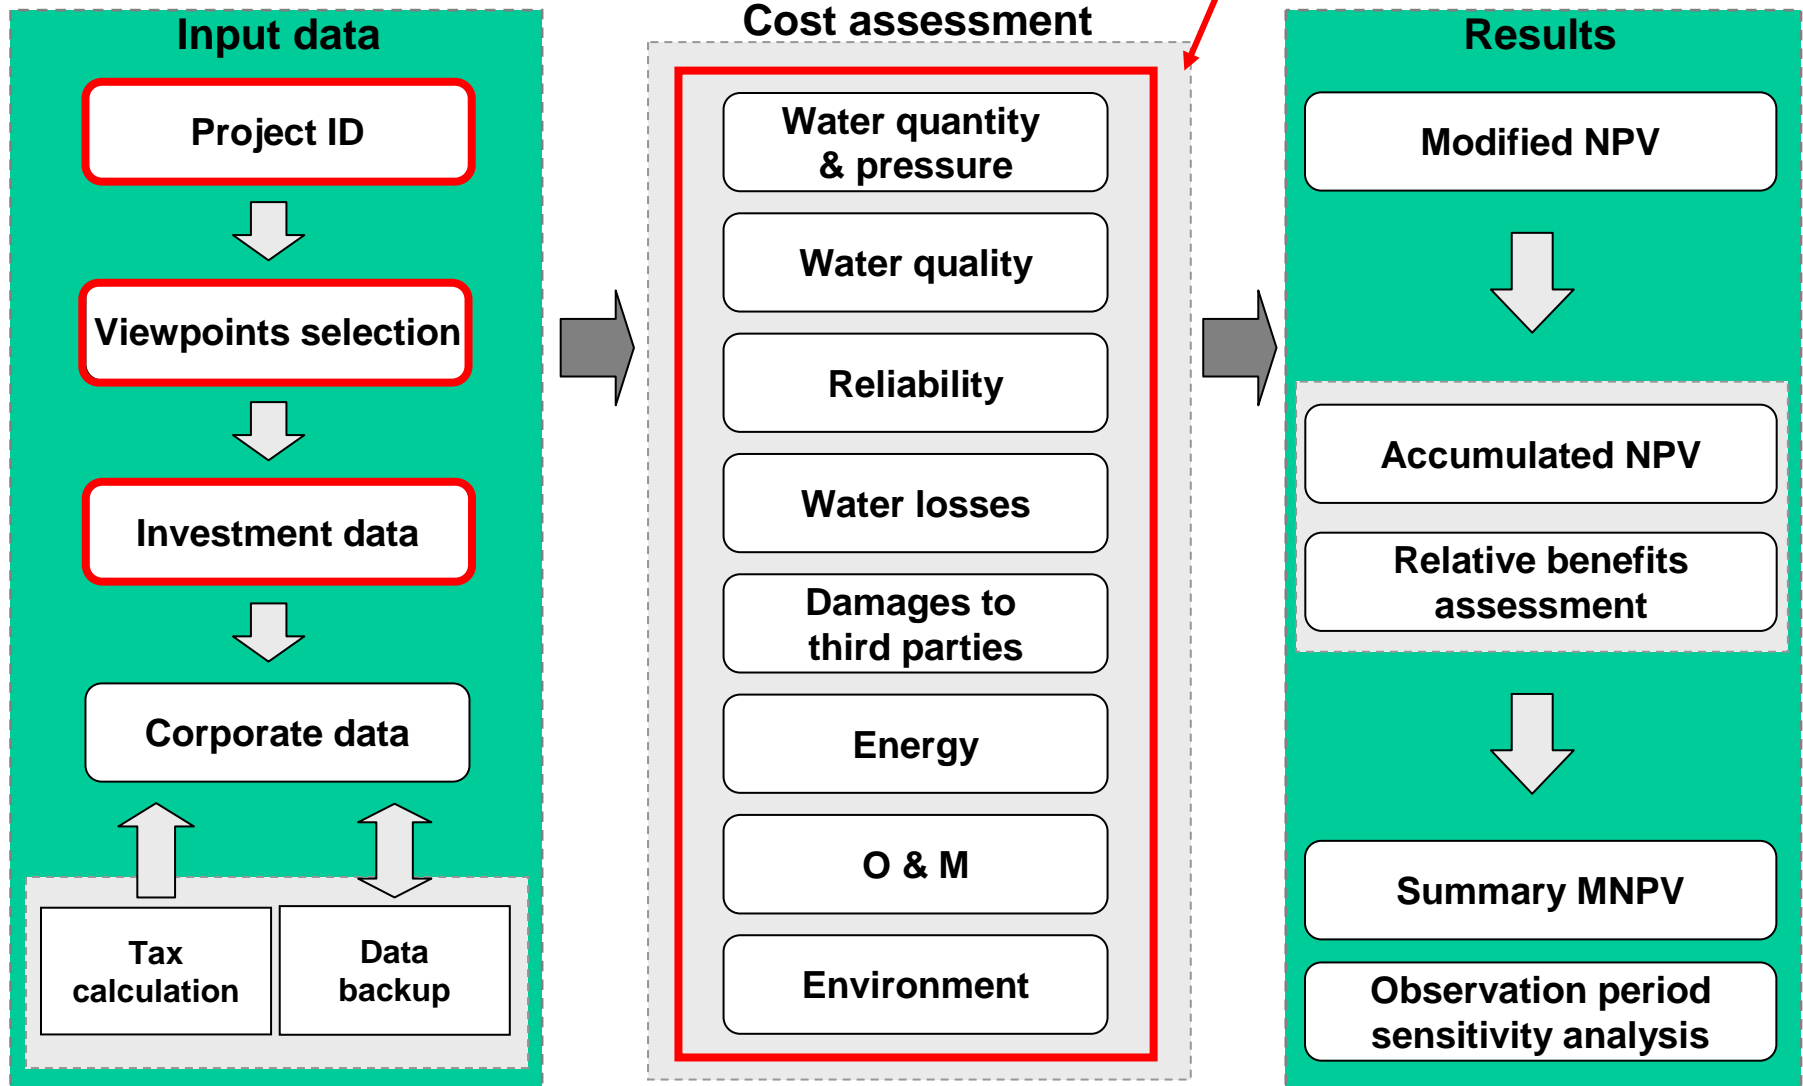 Input data
Project ID
Viewpoints selection
Investment data
Corporate data
Tax
calculation
Data
backup
Cost assessment
Water quantity
& pressure
Water quality
Reliability
Water losses
Damages to
third parties
Energy
O & M
Environment
Results
Modified NPV
Accumulated NPV
Relative benefits
assessment
Summary MNPV
Observation period
sensitivity analysis